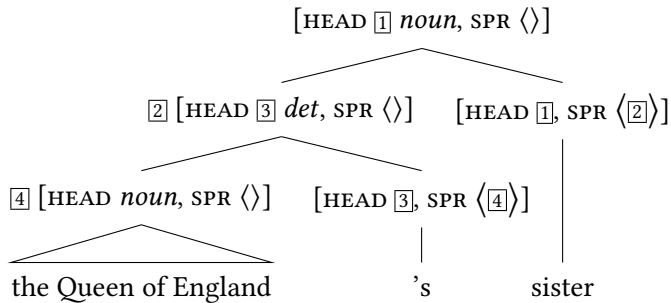 [HEAD 1 noun, SPR ⟨⟩]
2 [HEAD 3 det, SPR ⟨⟩] [HEAD 1, SPR ⟨2⟩]
4 [HEAD noun, SPR ⟨⟩] [HEAD 3, SPR ⟨4⟩]
the Queen of England 's sister